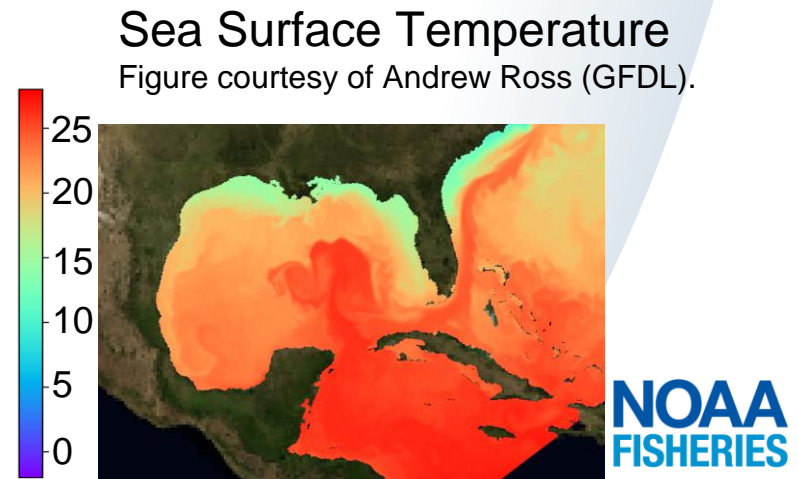 Sea Surface Temperature
Figure courtesy of Andrew Ross (GFDL).
25
20
15
10
5
0
NOAA
FISHERIES